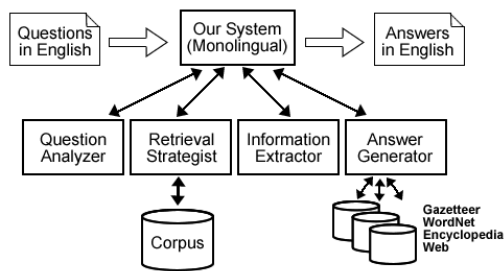 Questions
in English
Our System
(Monolingual)
Answers
in English
Question
Analyzer
Retrieval
Strategist
Information
Extractor
Answer
Generator
Corpus
Gazetteer
WordNet
Encyclopedia
Web